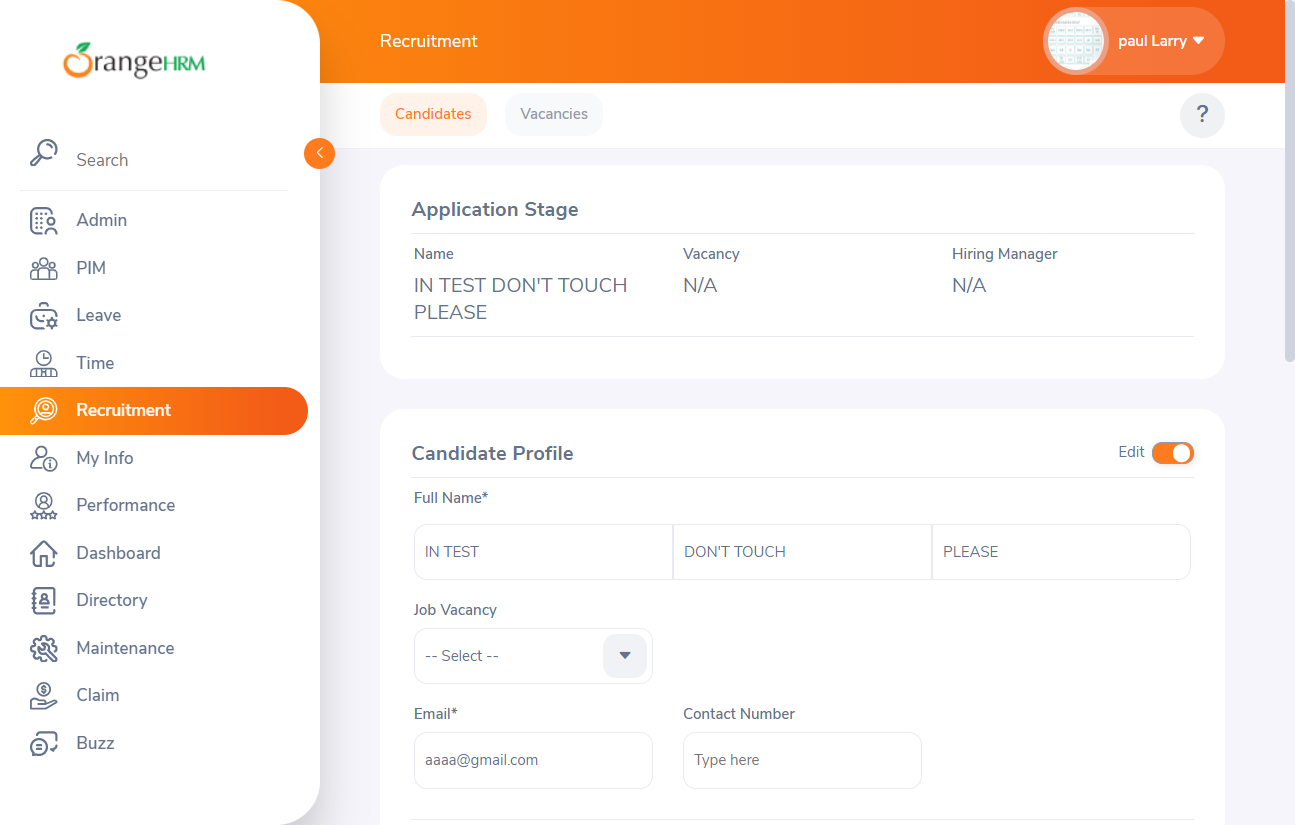 OrangeHRM
Search
Admin
PIM
Leave
Time
Recruitment
My Info
Performance
Dashboard
Directory
Maintenance
Claim
Buzz
Recruitment
paul Larry
Candidates
Vacancies
?
Application Stage
Name
Vacancy
Hiring Manager
IN TEST DON'T TOUCH
PLEASE
N/A
N/A
Candidate Profile
Edit
Full Name*
IN TEST
DON'T TOUCH
PLEASE
Job Vacancy
-- Select --
Email*
Contact Number
aaaa@gmail.com
Type here